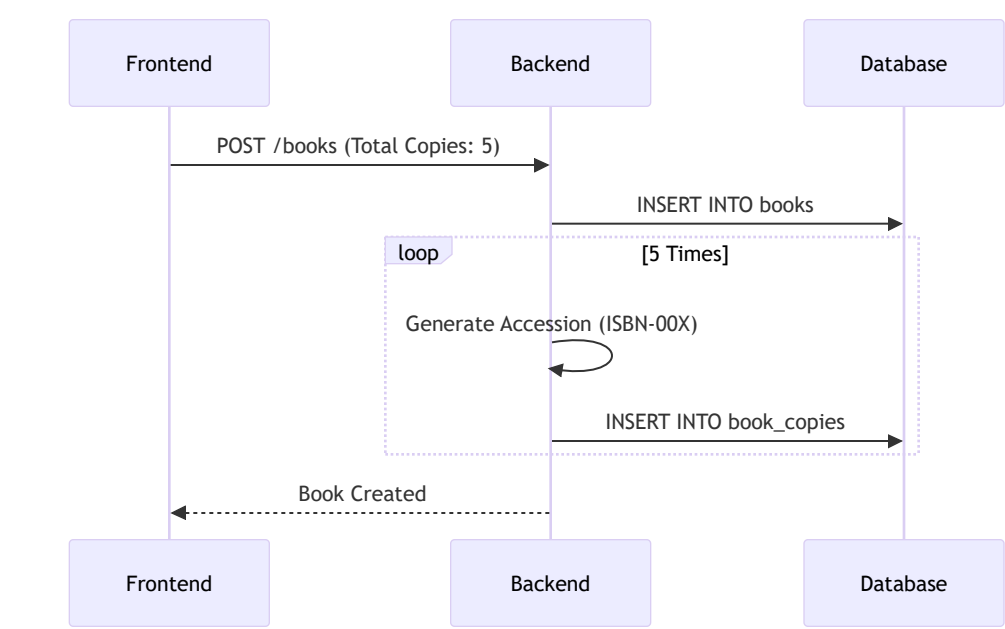 Frontend
Backend
Database
POST /books (Total Copies: 5)
INSERT INTO books
loop
[5 Times]
Generate Accession (ISBN-00X)
INSERT INTO book_copies
Book Created
Frontend
Backend
Database